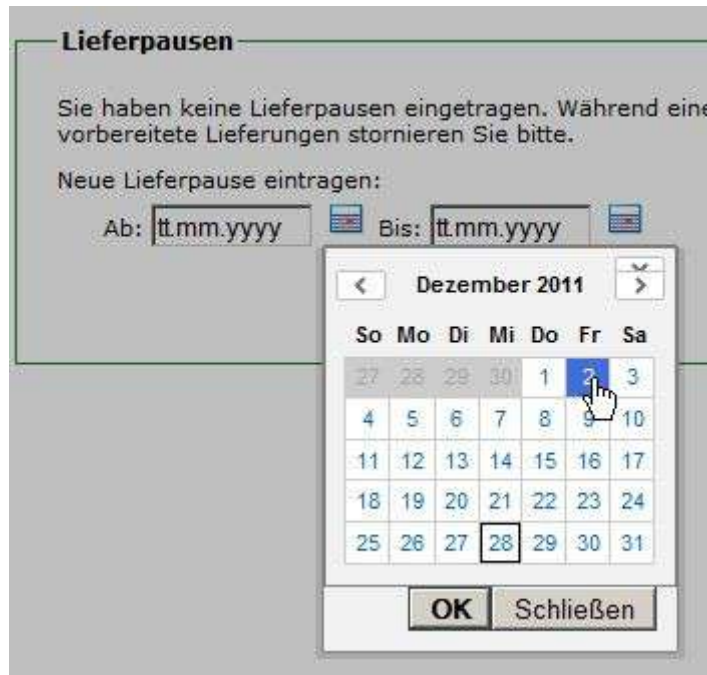 Lieferpausen
Sie haben keine Lieferpausen eingetragen. Während eine
vorbereitete Lieferungen stornieren Sie bitte.
Neue Lieferpause eintragen:
Ab: tt.mm.yyyy Bis: tt.mm.yyyy
< Dezember 2011 >
So Mo Di Mi Do Fr Sa
27 28 29 30 1 2 3
4 5 6 7 8 9 10
11 12 13 14 15 16 17
18 19 20 21 22 23 24
25 26 27 28 29 30 31
OK Schließen